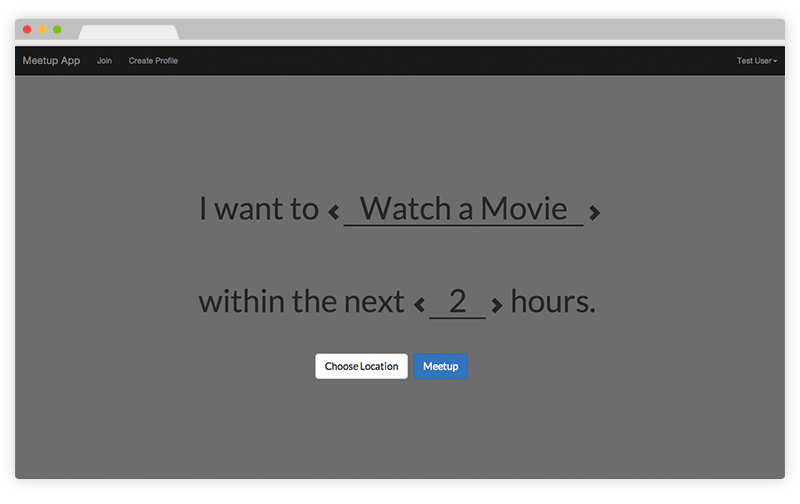 Meetup App Join Create Profile Test User
I want to Watch a Movie
within the next 2 hours.
Choose Location Meetup